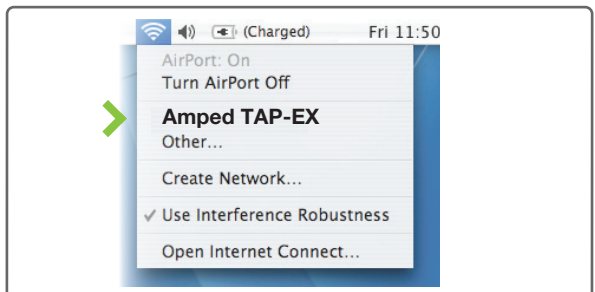 (Charged) Fri 11:50
AirPort: On
Turn AirPort Off
Amped TAP-EX
Other...
Create Network...
✓ Use Interference Robustness
Open Internet Connect...